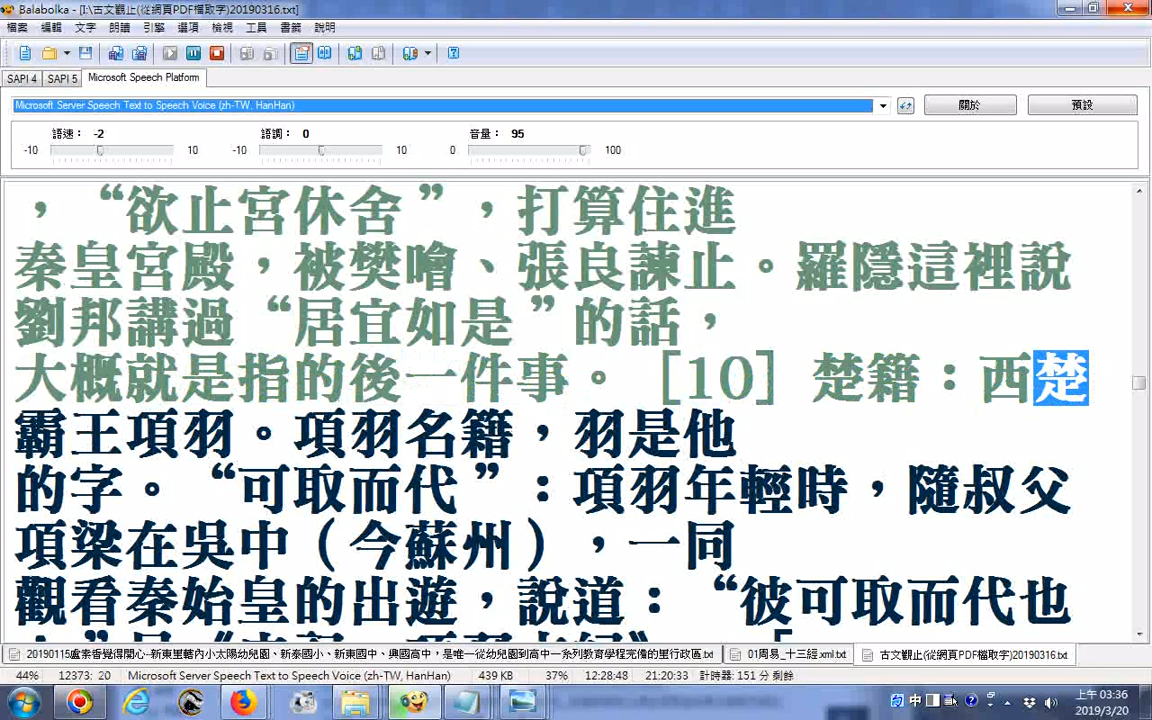 Balabolka - [I:\古文觀止(從網頁PDF檔取字)20190316.txt]
檔案 編輯 文字 朗讀 引擎 選項 檢視 工具 書籤 說明
SAPI 4 SAPI 5 Microsoft Speech Platform
Microsoft Server Speech Text to Speech Voice (zh-TW, HanHan) 關於 預設
語速： -2 語調： 0 音量： 95
-10 10 -10 10 0 100
，“欲止宮休舍”，打算住進
秦皇宮殿，被樊噲、張良諫止。羅隱這裡說
劉邦講過“居宜如是”的話，
大概就是指的後一件事。［10］楚籍：西楚
霸王項羽。項羽名籍，羽是他
的字。“可取而代”：項羽年輕時，隨叔父
項梁在吳中（今蘇州），一同
觀看秦始皇的出遊，說道：“彼可取而代也
20190115盧素香覺得開心--新東里轄內小太陽幼兒園、新泰國小、新東國中、興國高中，是唯一從幼兒園到高中一系列教育學程完備的里行政區.txt 01周易_十三經.xml.txt 古文觀止(從網頁PDF檔取字)20190316.txt
44% 12373: 20 Microsoft Server Speech Text to Speech Voice (zh-TW, HanHan) 439 KB 37% 12:28:48 21:20:33 計時器: 151 分 剩餘
中 上午 03:36
2019/3/20